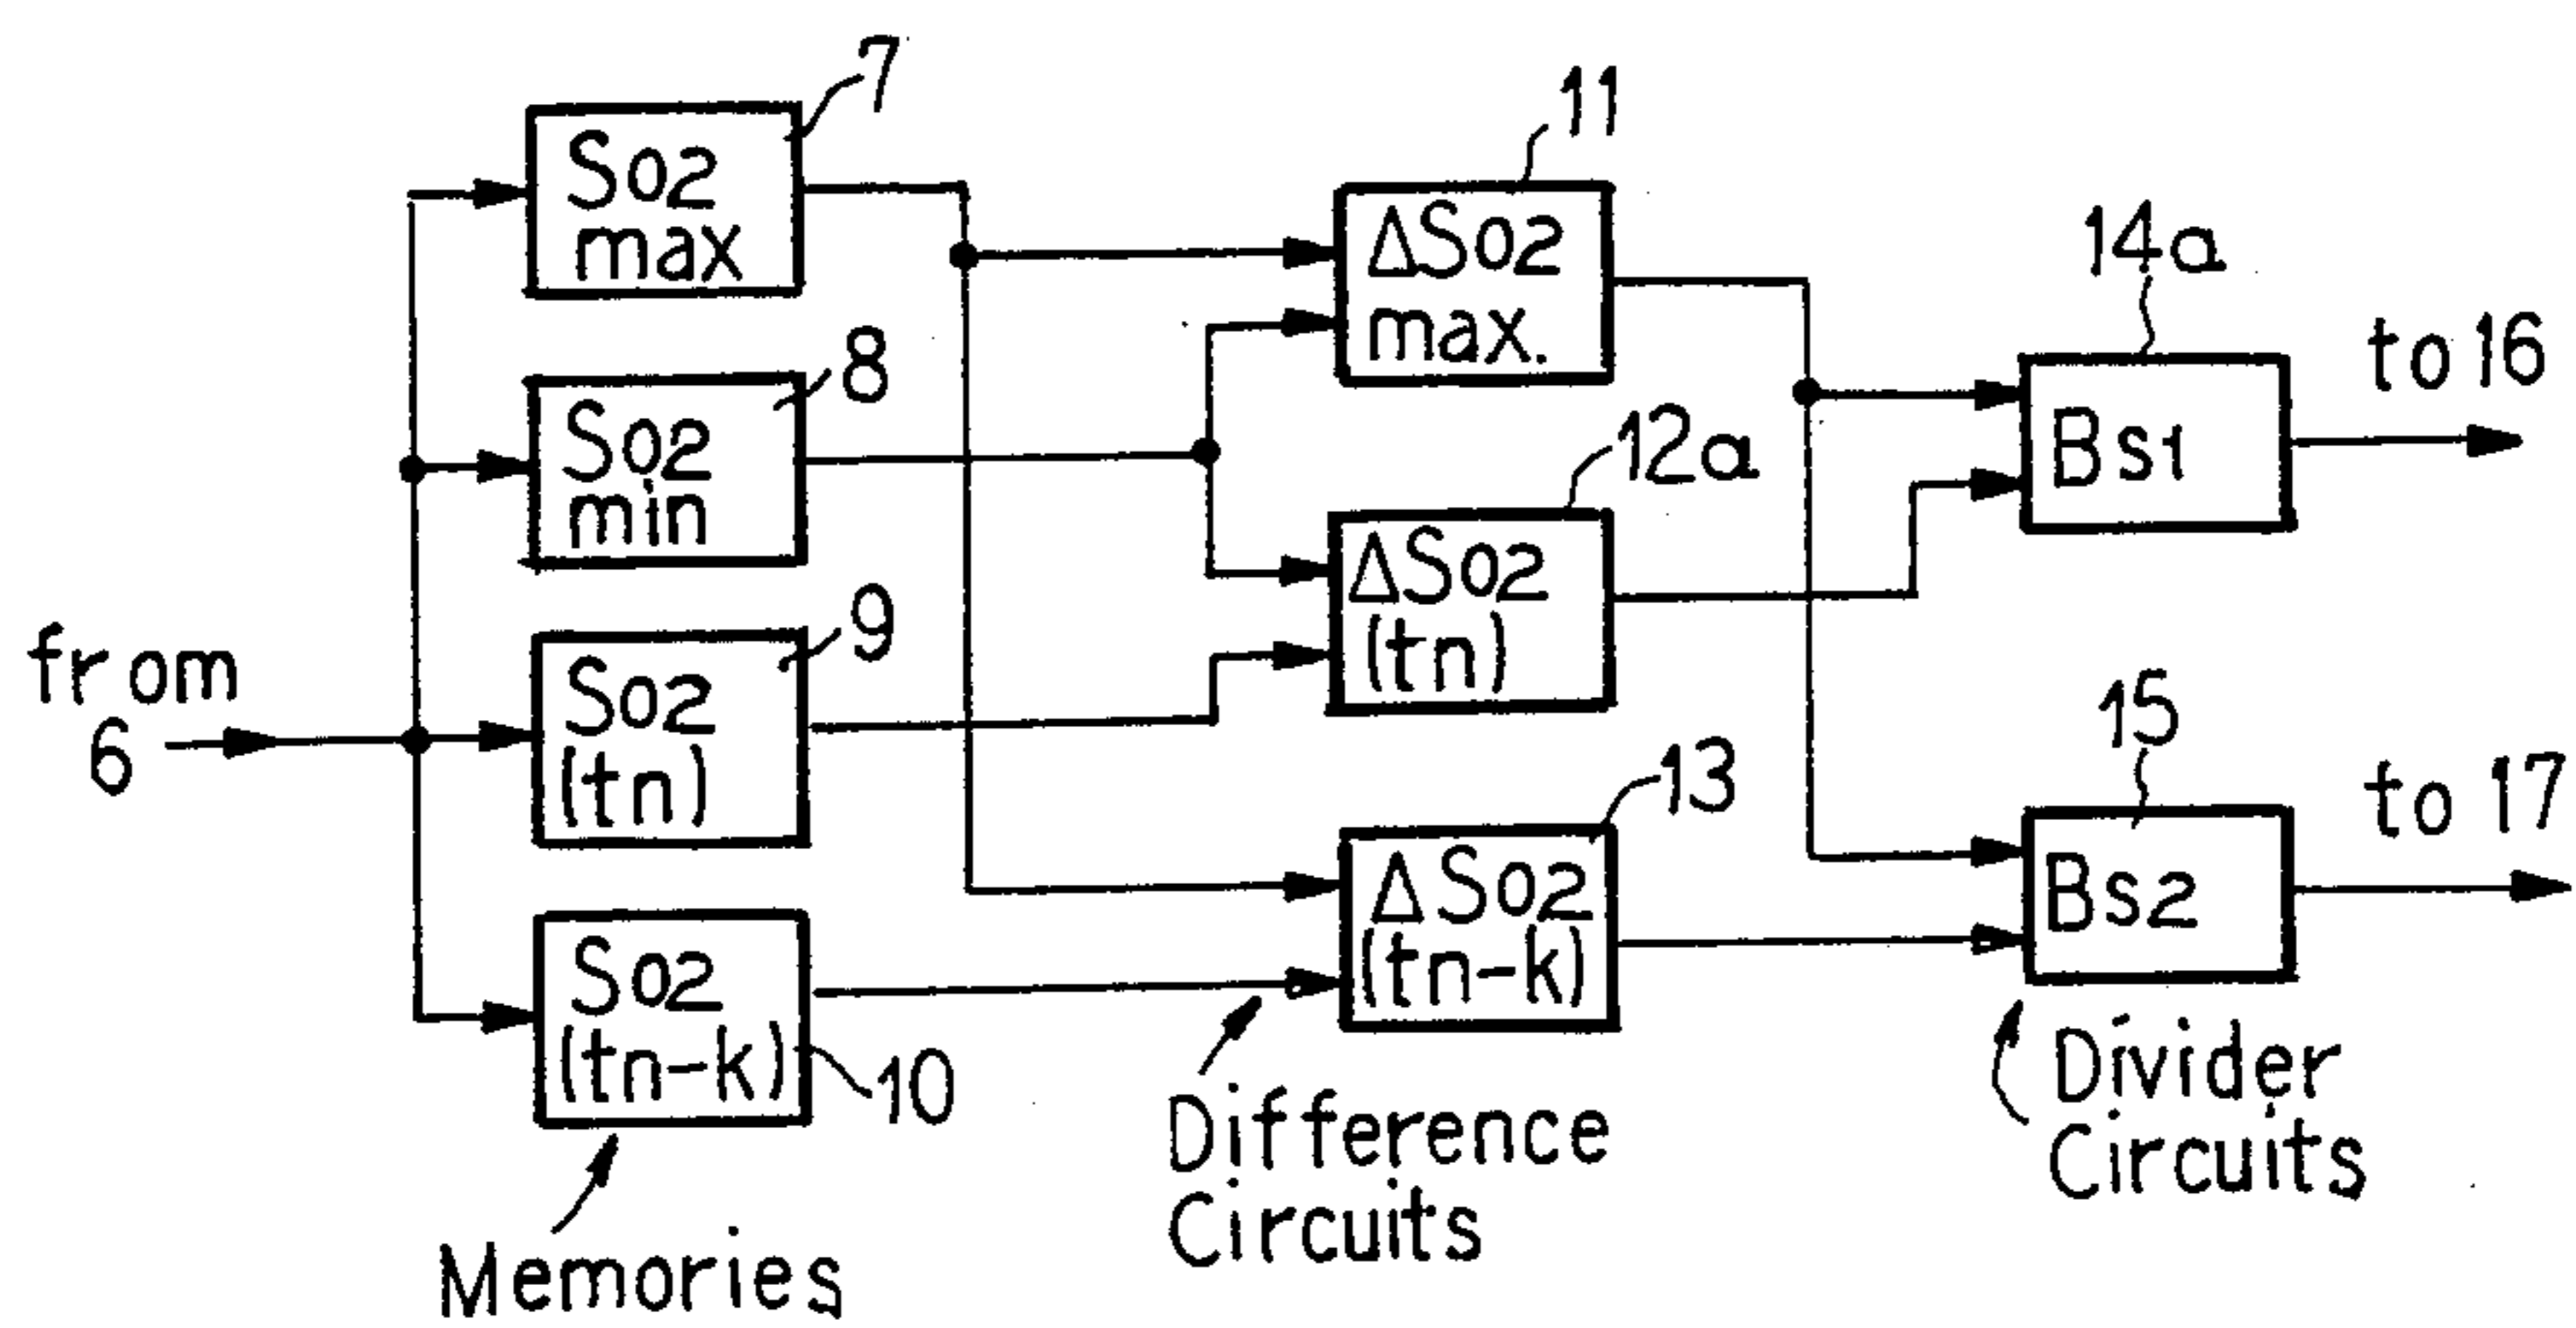 7
So2
max
8
So2
min
9
So2
(tn)
from
6
So2
(tn-k)
10
Memories
11
ΔSo2
max.
12a
ΔSo2
(tn)
13
ΔSo2
(tn-k)
Difference
Circuits
14a
Bs1
to 16
15
Bs2
to 17
Divider
Circuits